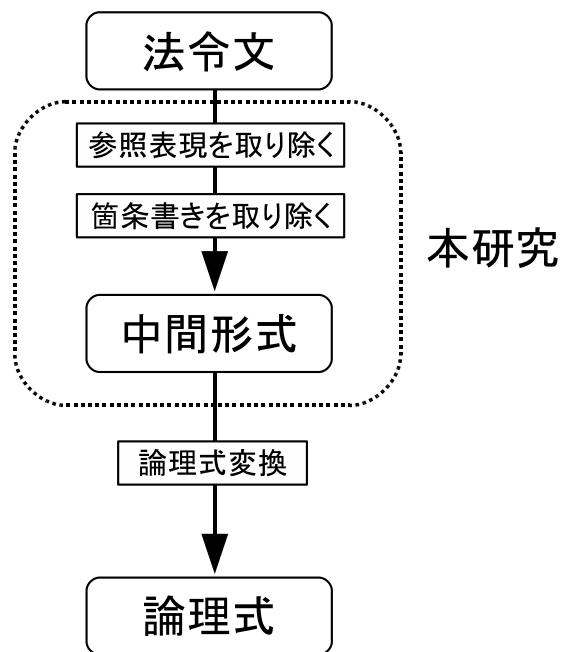 法令文
参照表現を取り除く
箇条書きを取り除く
本研究
中間形式
論理式変換
論理式